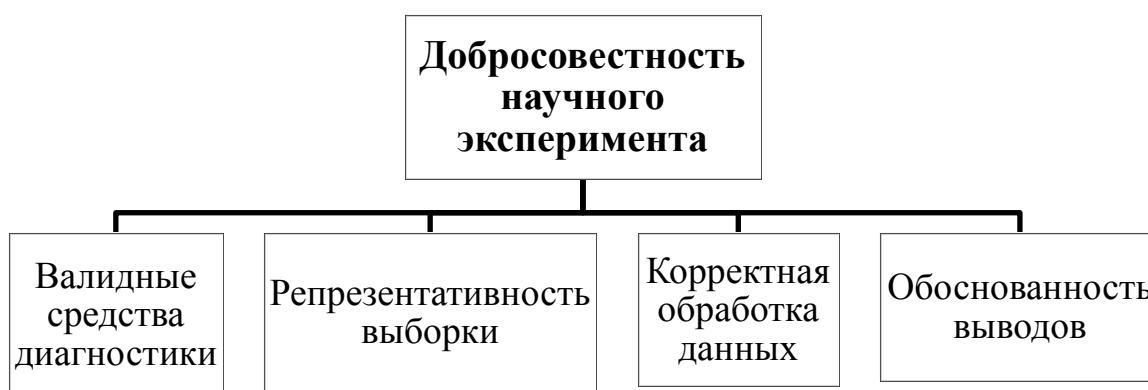 Добросовестность
научного
эксперимента
Валидные
средства
диагностики
Репрезентативность
выборки
Корректная
обработка
данных
Обоснованность
выводов